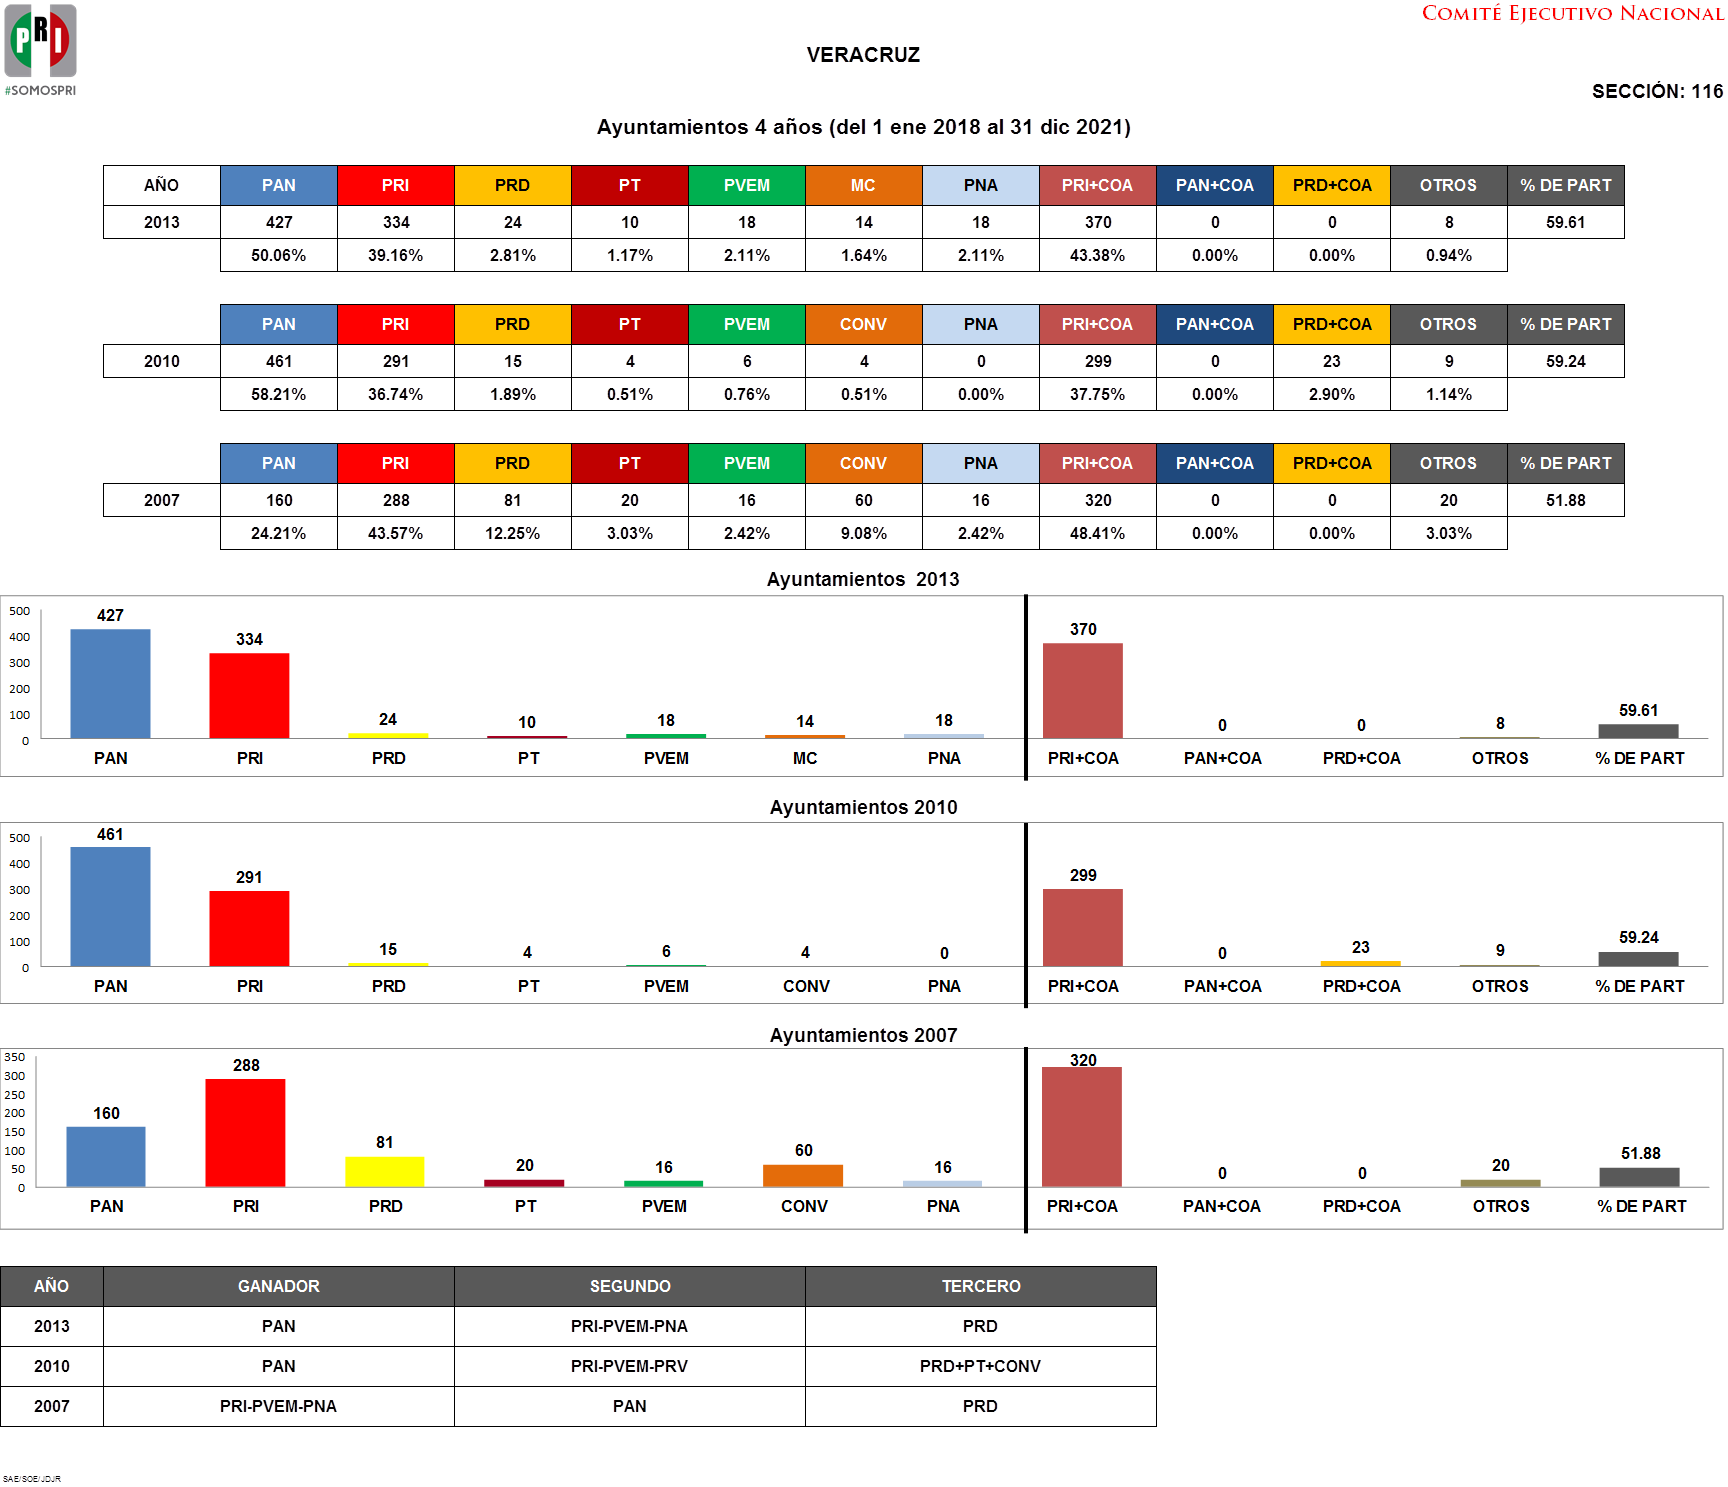 PRI
#SOMOSPRI
COMITÉ EJECUTIVO NACIONAL
VERACRUZ
SECCIÓN: 116
Ayuntamientos 4 años (del 1 ene 2018 al 31 dic 2021)
AÑO PAN PRI PRD PT PVEM MC PNA PRI+COA PAN+COA PRD+COA OTROS % DE PART
2013 427 334 24 10 18 14 18 370 0 0 8 59.61
50.06% 39.16% 2.81% 1.17% 2.11% 1.64% 2.11% 43.38% 0.00% 0.00% 0.94%
PAN PRI PRD PT PVEM CONV PNA PRI+COA PAN+COA PRD+COA OTROS % DE PART
2010 461 291 15 4 6 4 0 299 0 23 9 59.24
58.21% 36.74% 1.89% 0.51% 0.76% 0.51% 0.00% 37.75% 0.00% 2.90% 1.14%
PAN PRI PRD PT PVEM CONV PNA PRI+COA PAN+COA PRD+COA OTROS % DE PART
2007 160 288 81 20 16 60 16 320 0 0 20 51.88
24.21% 43.57% 12.25% 3.03% 2.42% 9.08% 2.42% 48.41% 0.00% 0.00% 3.03%
Ayuntamientos 2013
500
400
300
200
100
0
427 334 24 10 18 14 18 370 0 0 8 59.61
PAN PRI PRD PT PVEM MC PNA PRI+COA PAN+COA PRD+COA OTROS % DE PART
Ayuntamientos 2010
500
400
300
200
100
0
461 291 15 4 6 4 0 299 0 23 9 59.24
PAN PRI PRD PT PVEM CONV PNA PRI+COA PAN+COA PRD+COA OTROS % DE PART
Ayuntamientos 2007
350
300
250
200
150
100
50
0
160 288 81 20 16 60 16 320 0 0 20 51.88
PAN PRI PRD PT PVEM CONV PNA PRI+COA PAN+COA PRD+COA OTROS % DE PART
AÑO GANADOR SEGUNDO TERCERO
2013 PAN PRI-PVEM-PNA PRD
2010 PAN PRI-PVEM-PRV PRD+PT+CONV
2007 PRI-PVEM-PNA PAN PRD
SAE/SOE/JDJR